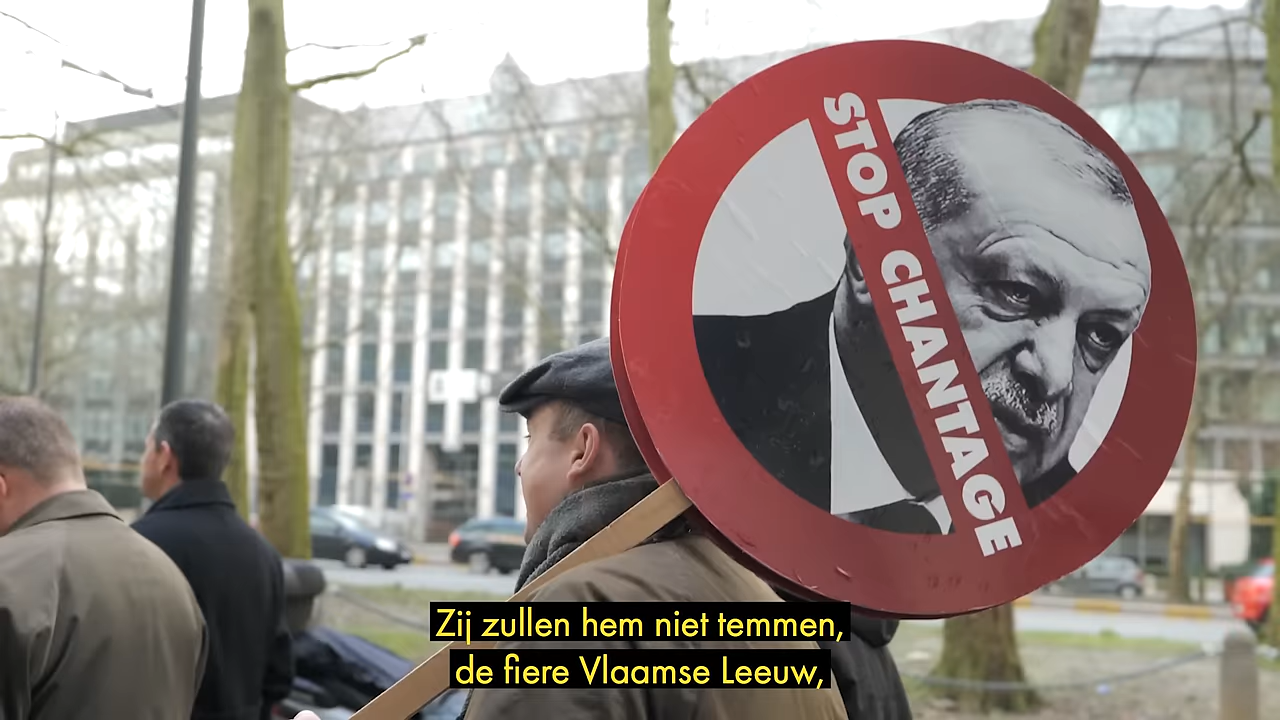 STOP CHANTAGE
Zij zullen hem niet temmen,
de fiere Vlaamse Leeuw,